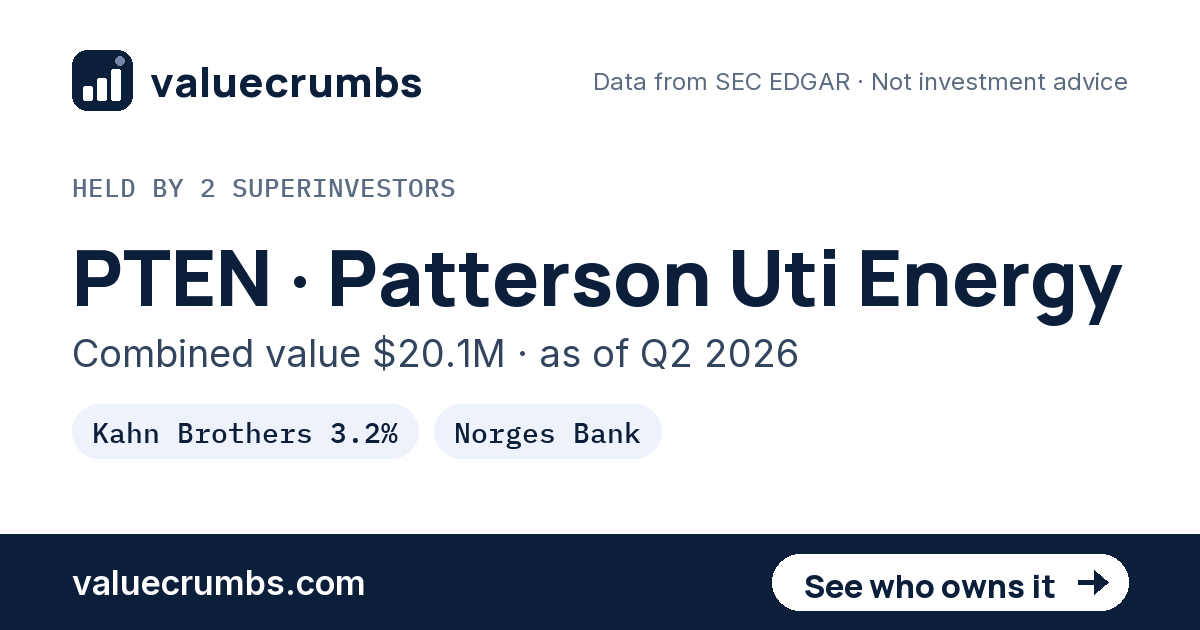 valuecrumbs
Data from SEC EDGAR · Not investment advice
HELD BY 2 SUPERINVESTORS
PTEN · Patterson Uti Energy
Combined value $20.1M · as of Q2 2026
Kahn Brothers 3.2%
Norges Bank
valuecrumbs.com
See who owns it →